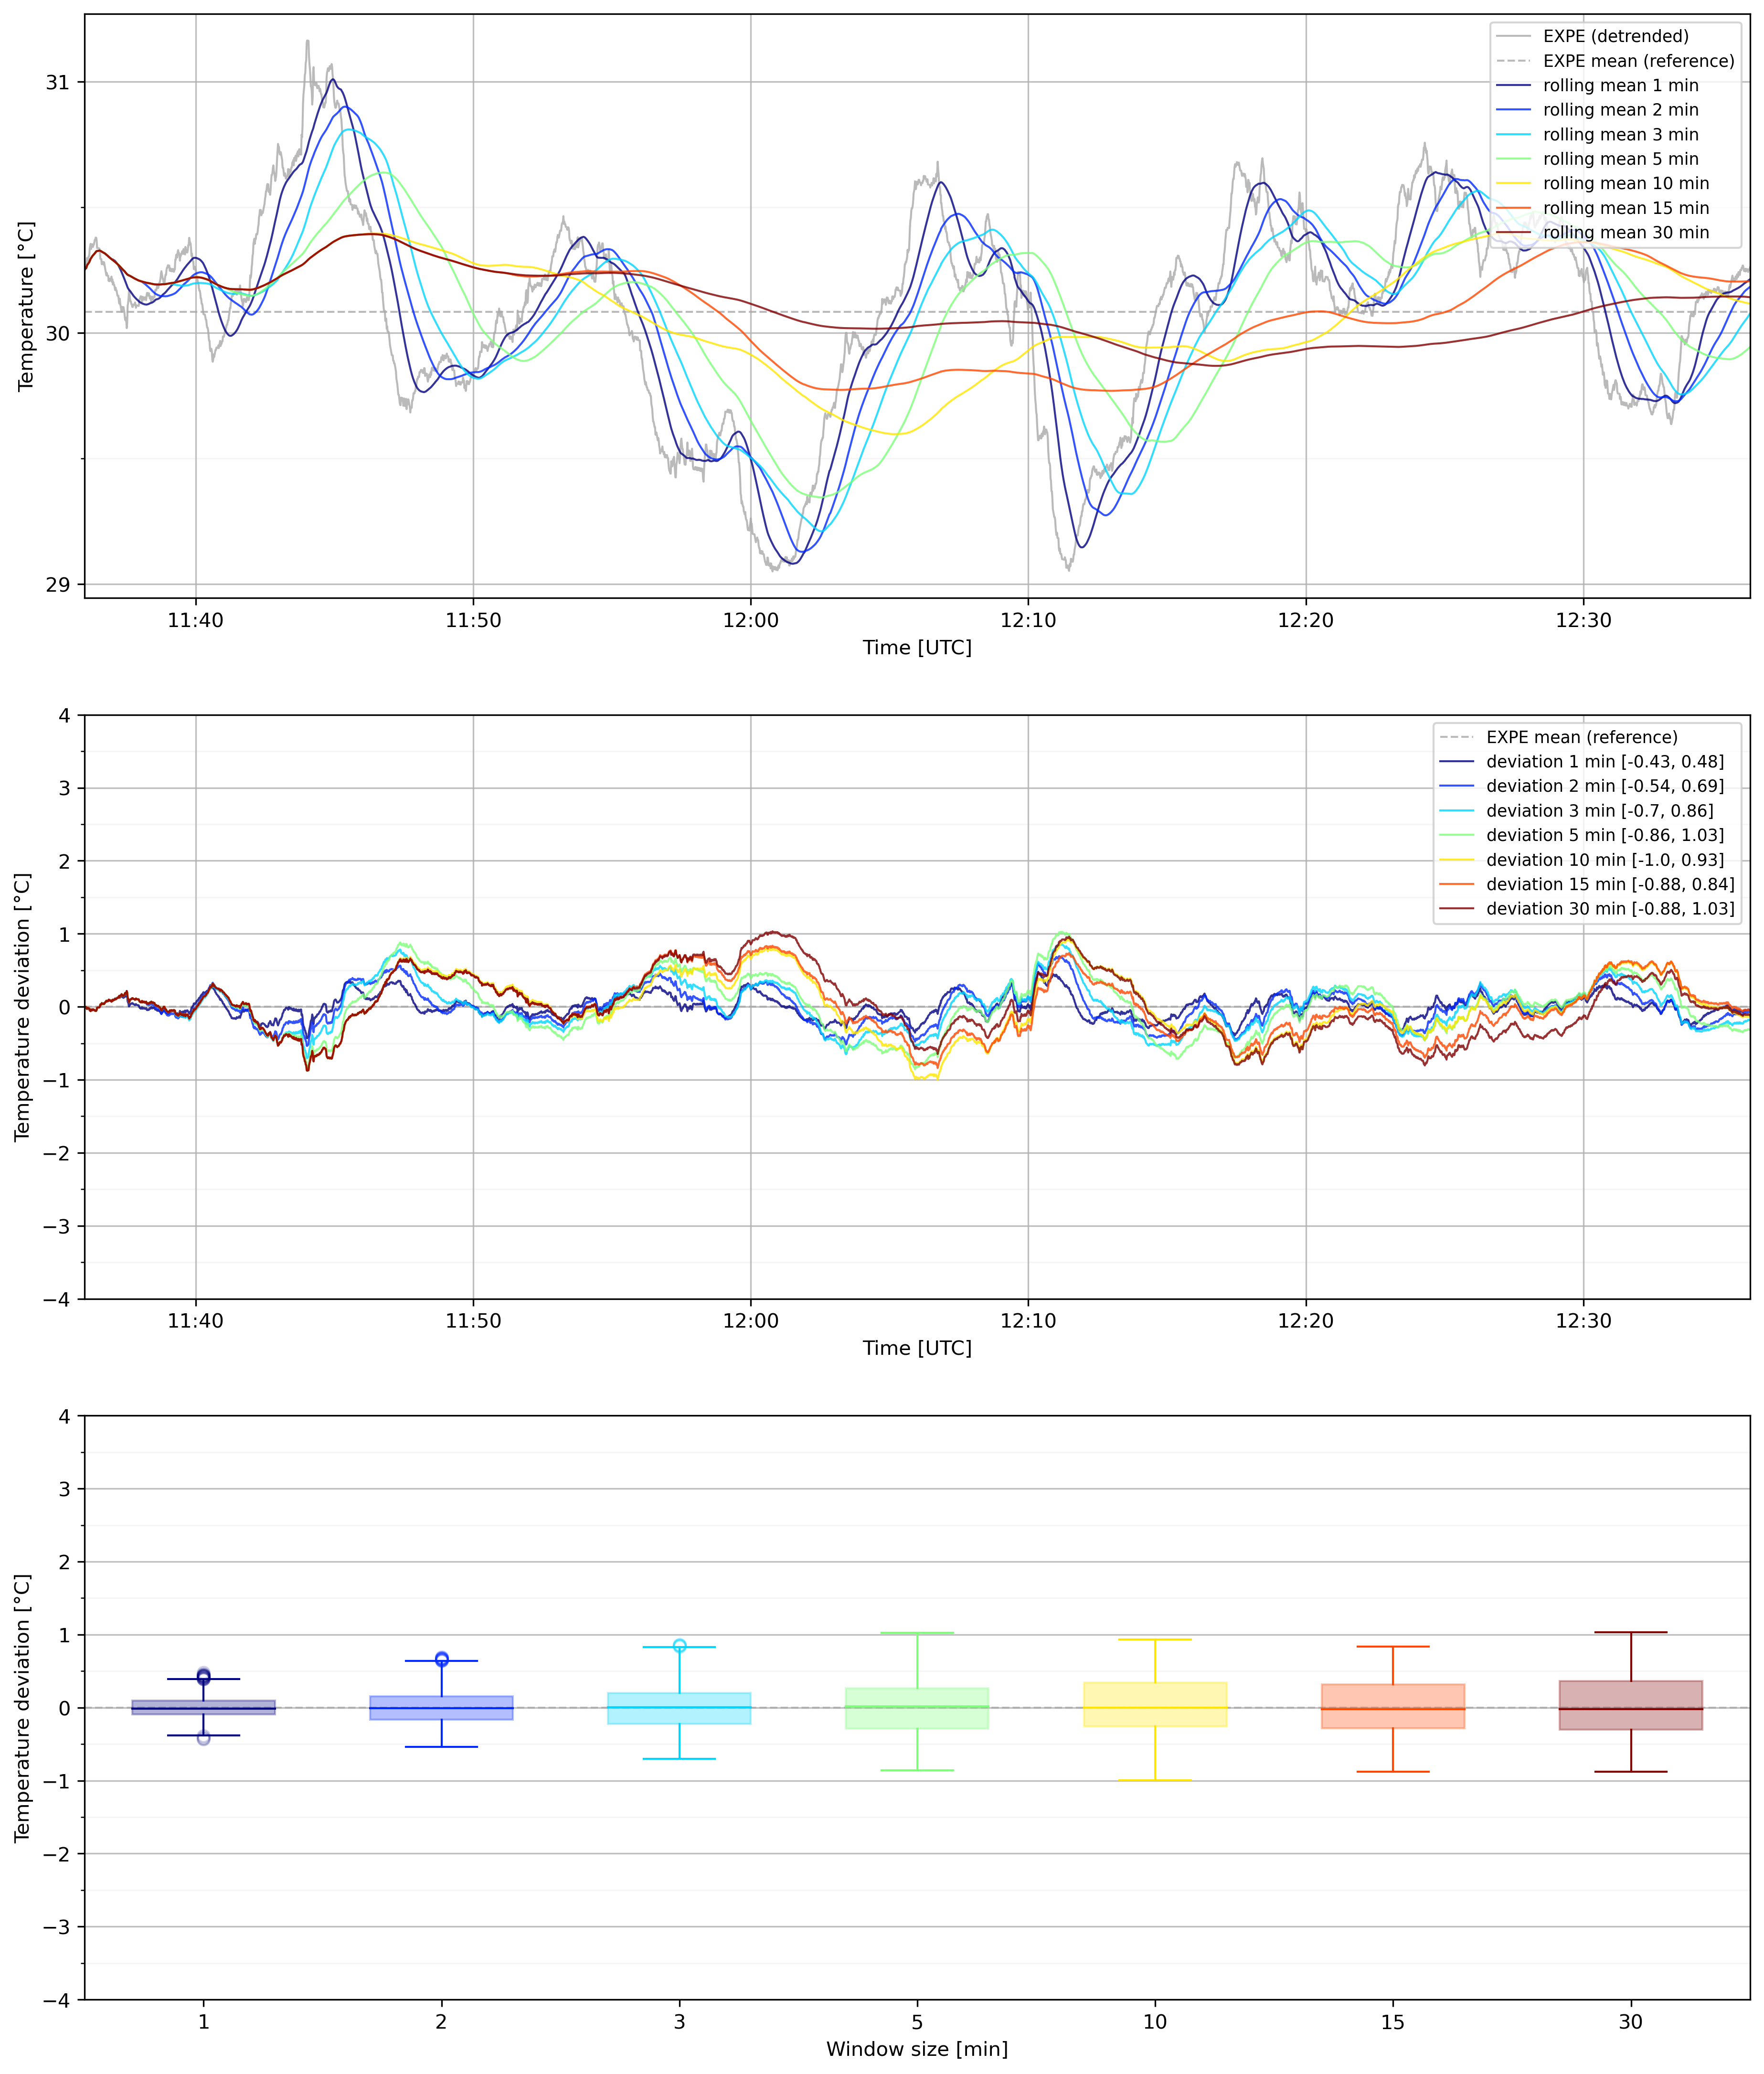 31
30
29
Temperature [°C]
EXPE (detrended)
EXPE mean (reference)
rolling mean 1 min
rolling mean 2 min
rolling mean 3 min
rolling mean 5 min
rolling mean 10 min
rolling mean 15 min
rolling mean 30 min
11:40 11:50 12:00 12:10 12:20 12:30
Time [UTC]
4
3
2
1
0
−1
−2
−3
−4
Temperature deviation [°C]
EXPE mean (reference)
deviation 1 min [-0.43, 0.48]
deviation 2 min [-0.54, 0.69]
deviation 3 min [-0.7, 0.86]
deviation 5 min [-0.86, 1.03]
deviation 10 min [-1.0, 0.93]
deviation 15 min [-0.88, 0.84]
deviation 30 min [-0.88, 1.03]
11:40 11:50 12:00 12:10 12:20 12:30
Time [UTC]
4
3
2
1
0
−1
−2
−3
−4
Temperature deviation [°C]
1 2 3 5 10 15 30
Window size [min]